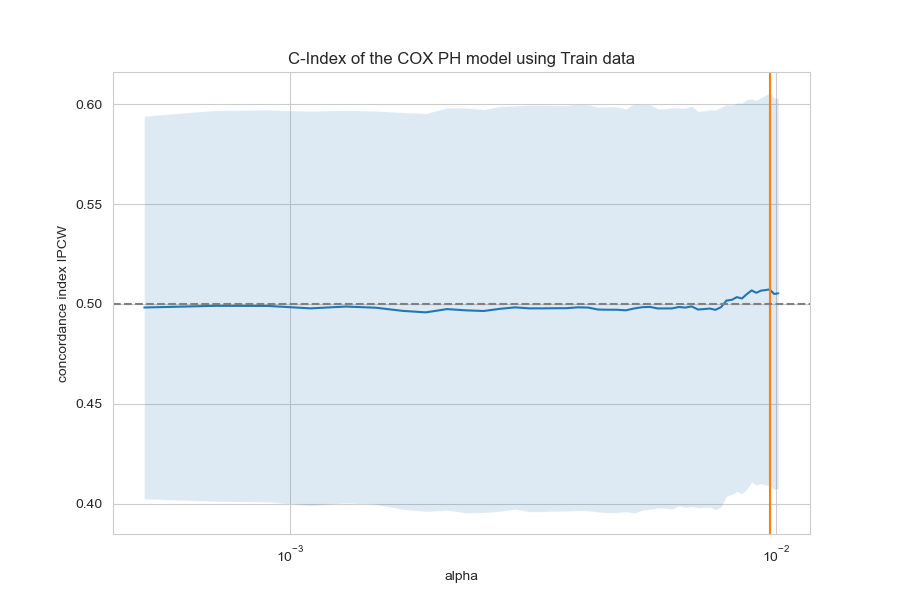 C-Index of the COX PH model using Train data
0.60
0.55
0.50
0.45
0.40
concordance index IPCW
10⁻³
10⁻²
alpha